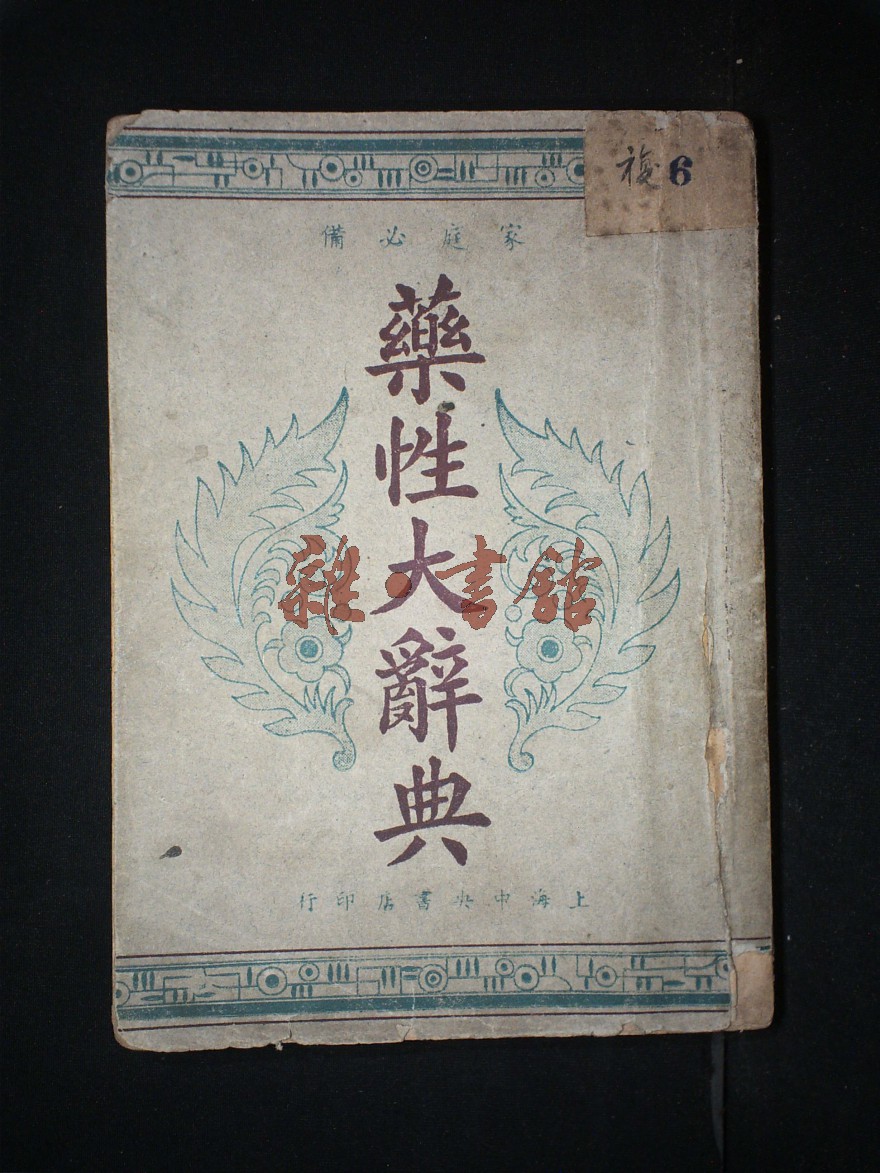 複6
家庭必備
藥性大辭典
雜·書館
上海中央書店印行